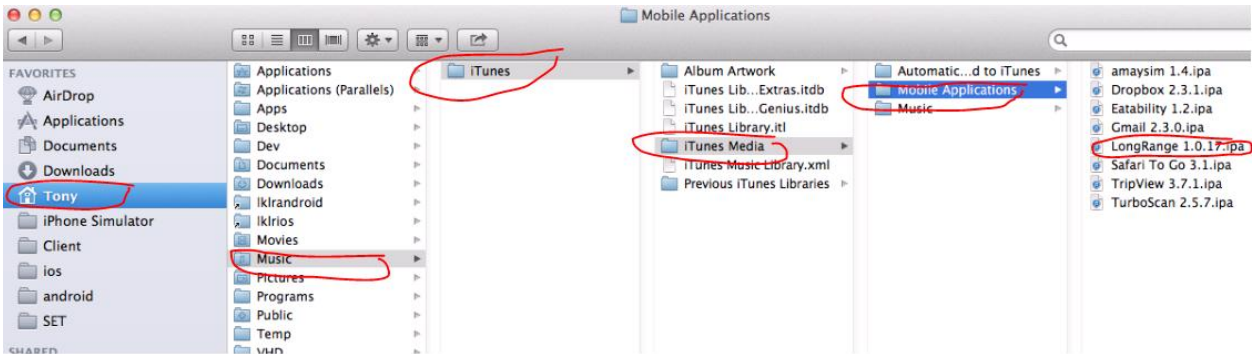 Mobile Applications
FAVORITES
AirDrop
Applications
Documents
Downloads
Tony
iPhone Simulator
Client
ios
android
SET
SHARED
Applications
Applications (Parallels)
Apps
Desktop
Dev
Documents
Downloads
lklrandroid
lklrios
Movies
Music
Pictures
Programs
Public
Temp
VHD
iTunes
Album Artwork
iTunes Lib...Extras.itdb
iTunes Lib...Genius.itdb
iTunes Library.itl
iTunes Media
iTunes Music Library.xml
Previous iTunes Libraries
Automatic...d to iTunes
Mobile Applications
Music
amaysim 1.4.ipa
Dropbox 2.3.1.ipa
Eatability 1.2.ipa
Gmail 2.3.0.ipa
LongRange 1.0.17.ipa
Safari To Go 3.1.ipa
TripView 3.7.1.ipa
TurboScan 2.5.7.ipa